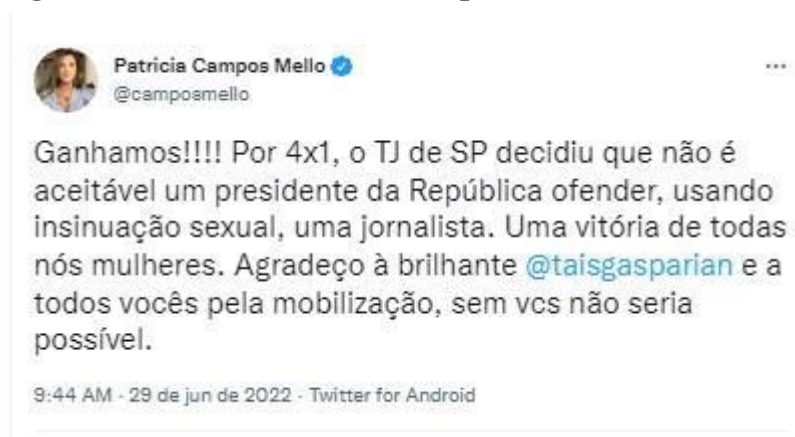 Patricia Campos Mello
@camposmello
Ganhamos!!!! Por 4x1, o TJ de SP decidiu que não é
aceitável um presidente da República ofender, usando
insinuação sexual, uma jornalista. Uma vitória de todas
nós mulheres. Agradeço à brilhante @taisgasparian e a
todos vocês pela mobilização, sem vcs não seria
possível.
9:44 AM · 29 de jun de 2022 · Twitter for Android